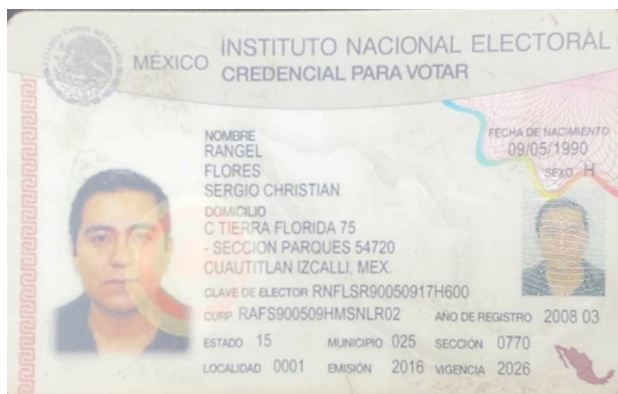 MÉXICO INSTITUTO NACIONAL ELECTORAL
CREDENCIAL PARA VOTAR
NOMBRE
RANGEL
FLORES
SERGIO CHRISTIAN
FECHA DE NACIMIENTO
09/05/1990
SEXO H
DOMICILIO
C TIERRA FLORIDA 75
- SECCION PARQUES 54720
CUAUTITLAN IZCALLI, MEX.
CLAVE DE ELECTOR RNFLSR90050917H600
CURP RAFS900509HMSNLR02 AÑO DE REGISTRO 2008 03
ESTADO 15 MUNICIPIO 025 SECCIÓN 0770
LOCALIDAD 0001 EMISIÓN 2016 VIGENCIA 2026